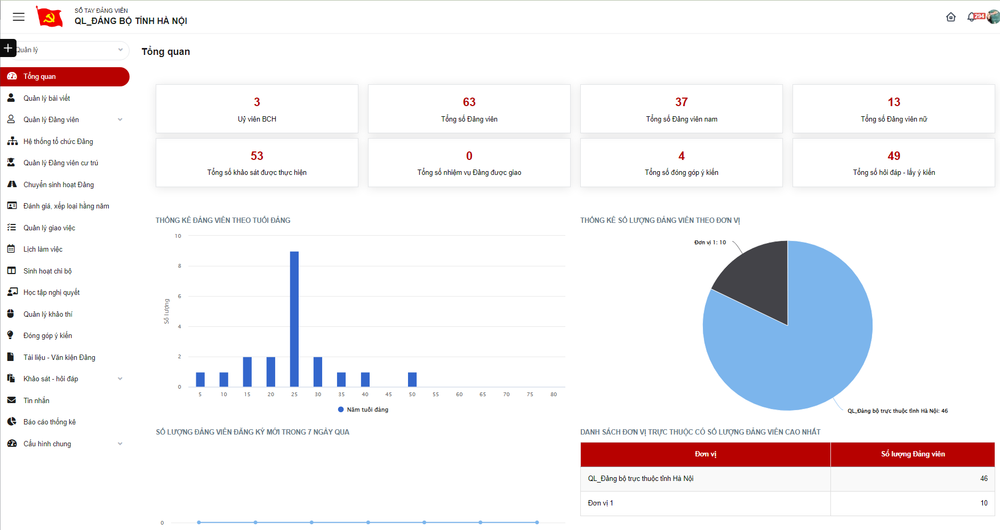 SỔ TAY ĐẢNG VIÊN
QL_ĐẢNG BỘ TỈNH HÀ NỘI
294
Quản lý
Tổng quan
Quản lý bài viết
Quản lý Đảng viên
Hệ thống tổ chức Đảng
Quản lý Đảng viên cư trú
Chuyển sinh hoạt Đảng
Đánh giá, xếp loại hằng năm
Quản lý giao việc
Lịch làm việc
Sinh hoạt chi bộ
Học tập nghị quyết
Quản lý khảo thí
Đóng góp ý kiến
Tài liệu - Văn kiện Đảng
Khảo sát - hỏi đáp
Tin nhắn
Báo cáo thống kê
Cấu hình chung
Tổng quan
3
Uỷ viên BCH
63
Tổng số Đảng viên
37
Tổng số Đảng viên nam
13
Tổng số Đảng viên nữ
53
Tổng số khảo sát được thực hiện
0
Tổng số nhiệm vụ Đảng được giao
4
Tổng số đóng góp ý kiến
49
Tổng số hỏi đáp - lấy ý kiến
THỐNG KÊ ĐẢNG VIÊN THEO TUỔI ĐẢNG
10
8
6
4
2
0
Số lượng
5 10 15 20 25 30 35 40 45 50 55 60 65 70 75 80
Năm tuổi đảng
THỐNG KÊ SỐ LƯỢNG ĐẢNG VIÊN THEO ĐƠN VỊ
Đơn vị 1: 10
QL_Đảng bộ trực thuộc tỉnh Hà Nội: 46
SỐ LƯỢNG ĐẢNG VIÊN ĐĂNG KÝ MỚI TRONG 7 NGÀY QUA
0
DANH SÁCH ĐƠN VỊ TRỰC THUỘC CÓ SỐ LƯỢNG ĐẢNG VIÊN CAO NHẤT
Đơn vị Số lượng Đảng viên
QL_Đảng bộ trực thuộc tỉnh Hà Nội 46
Đơn vị 1 10